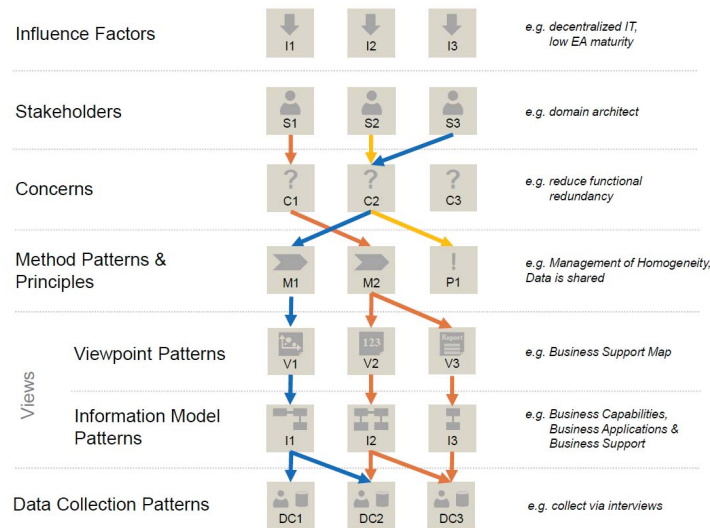 Influence Factors
I1
I2
I3
e.g. decentralized IT,
low EA maturity
Stakeholders
S1
S2
S3
e.g. domain architect
Concerns
?
?
?
C1
C2
C3
e.g. reduce functional
redundancy
Method Patterns &
Principles
!
M1
M2
P1
e.g. Management of Homogeneity,
Data is shared
Views
Viewpoint Patterns
123
Report
V1
V2
V3
e.g. Business Support Map
Information Model
Patterns
I1
I2
I3
e.g. Business Capabilities,
Business Applications &
Business Support
Data Collection Patterns
DC1
DC2
DC3
e.g. collect via interviews